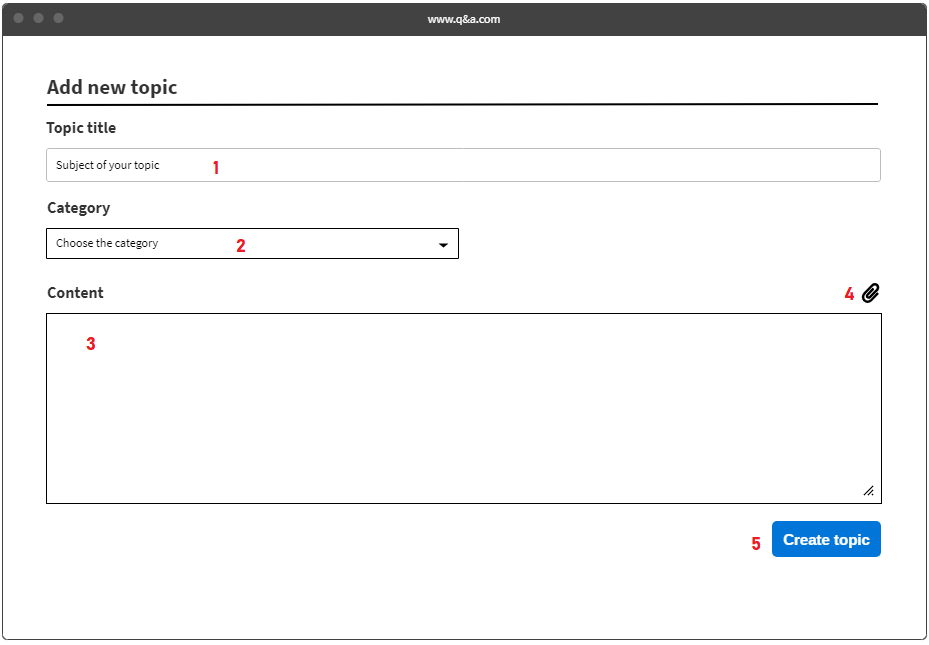 www.q&a.com
Add new topic
Topic title
Subject of your topic 1
Category
Choose the category 2
Content 4
3
5 Create topic